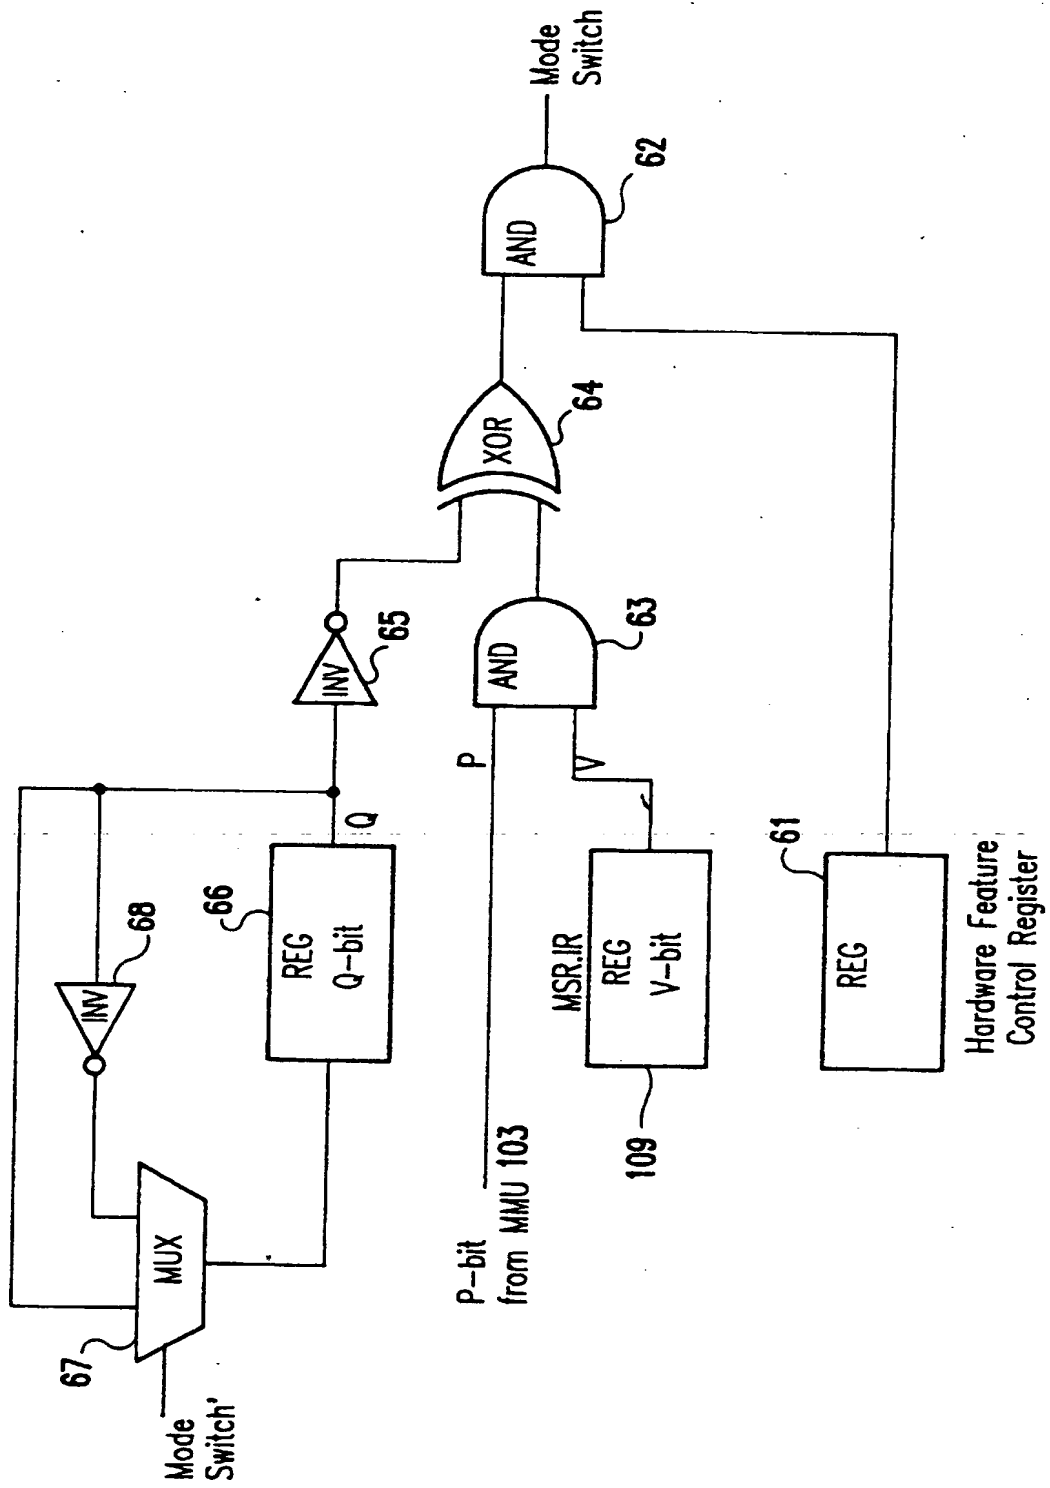 Mode
Switch'
67
MUX
INV
68
REG
Q-bit
66
Q
INV
65
P-bit
from MMU 103
P
AND
63
V
MSR.IR
REG
V-bit
109
XOR
64
AND
62
Mode
Switch
REG
61
Hardware Feature
Control Register